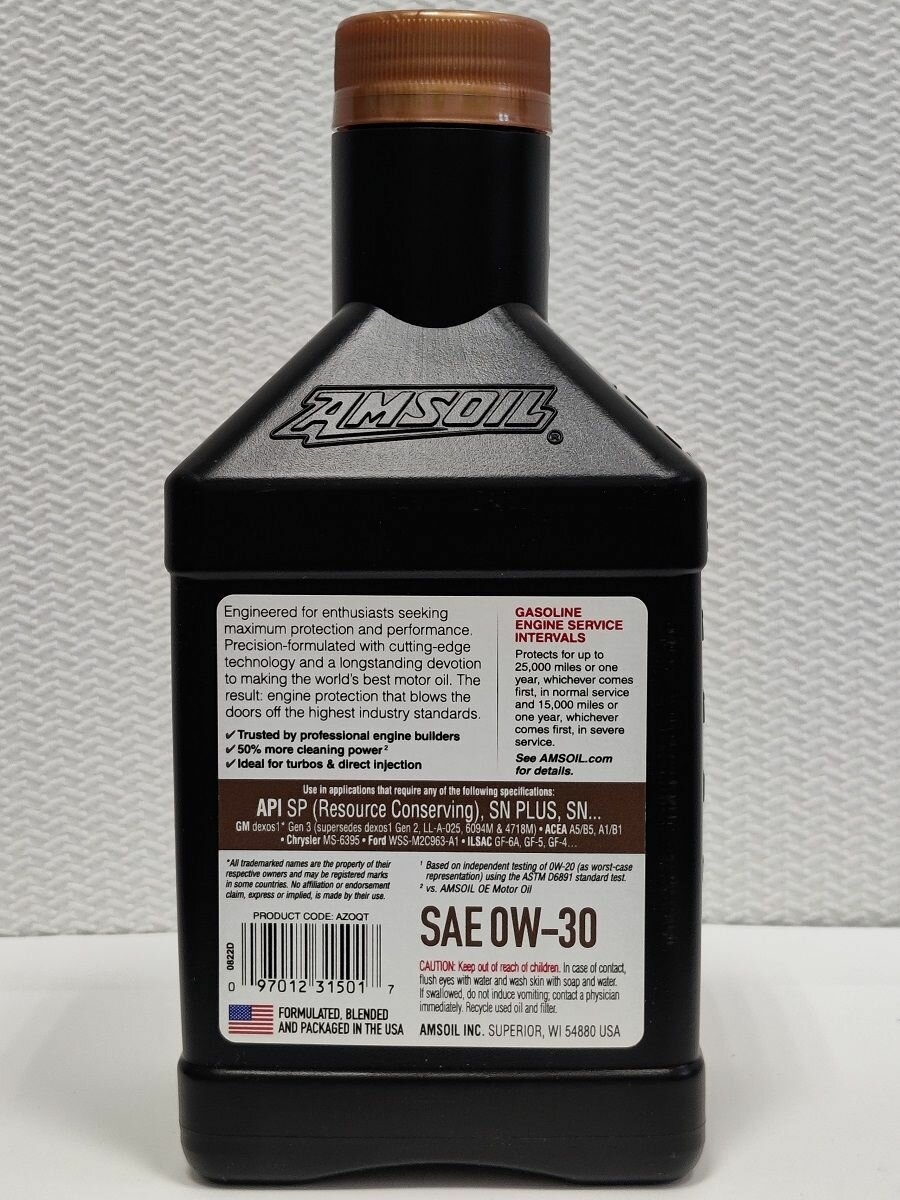 AMSOIL®
Engineered for enthusiasts seeking
maximum protection and performance.
Precision-formulated with cutting-edge
technology and a longstanding devotion
to making the world's best motor oil. The
result: engine protection that blows the
doors off the highest industry standards.
✓ Trusted by professional engine builders
✓ 50% more cleaning power²
✓ Ideal for turbos & direct injection
GASOLINE
ENGINE SERVICE
INTERVALS
Protects for up to
25,000 miles or one
year, whichever comes
first, in normal service
and 15,000 miles or
one year, whichever
comes first, in severe
service.
See AMSOIL.com
for details.
Use in applications that require any of the following specifications:
API SP (Resource Conserving), SN PLUS, SN...
GM dexos1* Gen 3 (supersedes dexos1 Gen 2, LL-A-025, 6094M & 4718M) • ACEA A5/B5, A1/B1
• Chrysler MS-6395 • Ford WSS-M2C963-A1 • ILSAC GF-6A, GF-5, GF-4...
*All trademarked names are the property of their
respective owners and may be registered marks
in some countries. No affiliation or endorsement
claim, express or implied, is made by their use.
¹ Based on independent testing of 0W-20 (as worst-case
representation) using the ASTM D6891 standard test.
² vs. AMSOIL OE Motor Oil
PRODUCT CODE: AZOQT
0822D
0 97012 31501 7
SAE 0W-30
CAUTION: Keep out of reach of children. In case of contact,
flush eyes with water and wash skin with soap and water.
If swallowed, do not induce vomiting; contact a physician
immediately. Recycle used oil and filter.
FORMULATED, BLENDED
AND PACKAGED IN THE USA
AMSOIL INC. SUPERIOR, WI 54880 USA